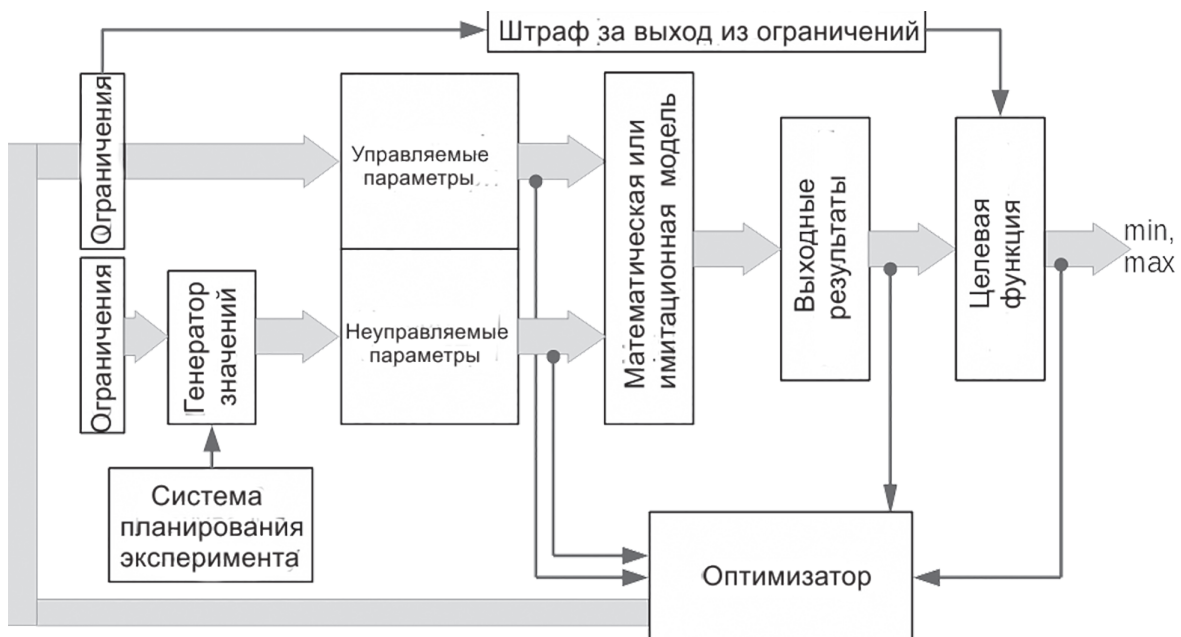 Штраф за выход из ограничений
Ограничения
Управляемые
параметры
Математическая или
имитационная модель
Выходные
результаты
Целевая
функция
min,
max
Ограничения
Генератор
значений
Неуправляемые
параметры
Система
планирования
эксперимента
Оптимизатор